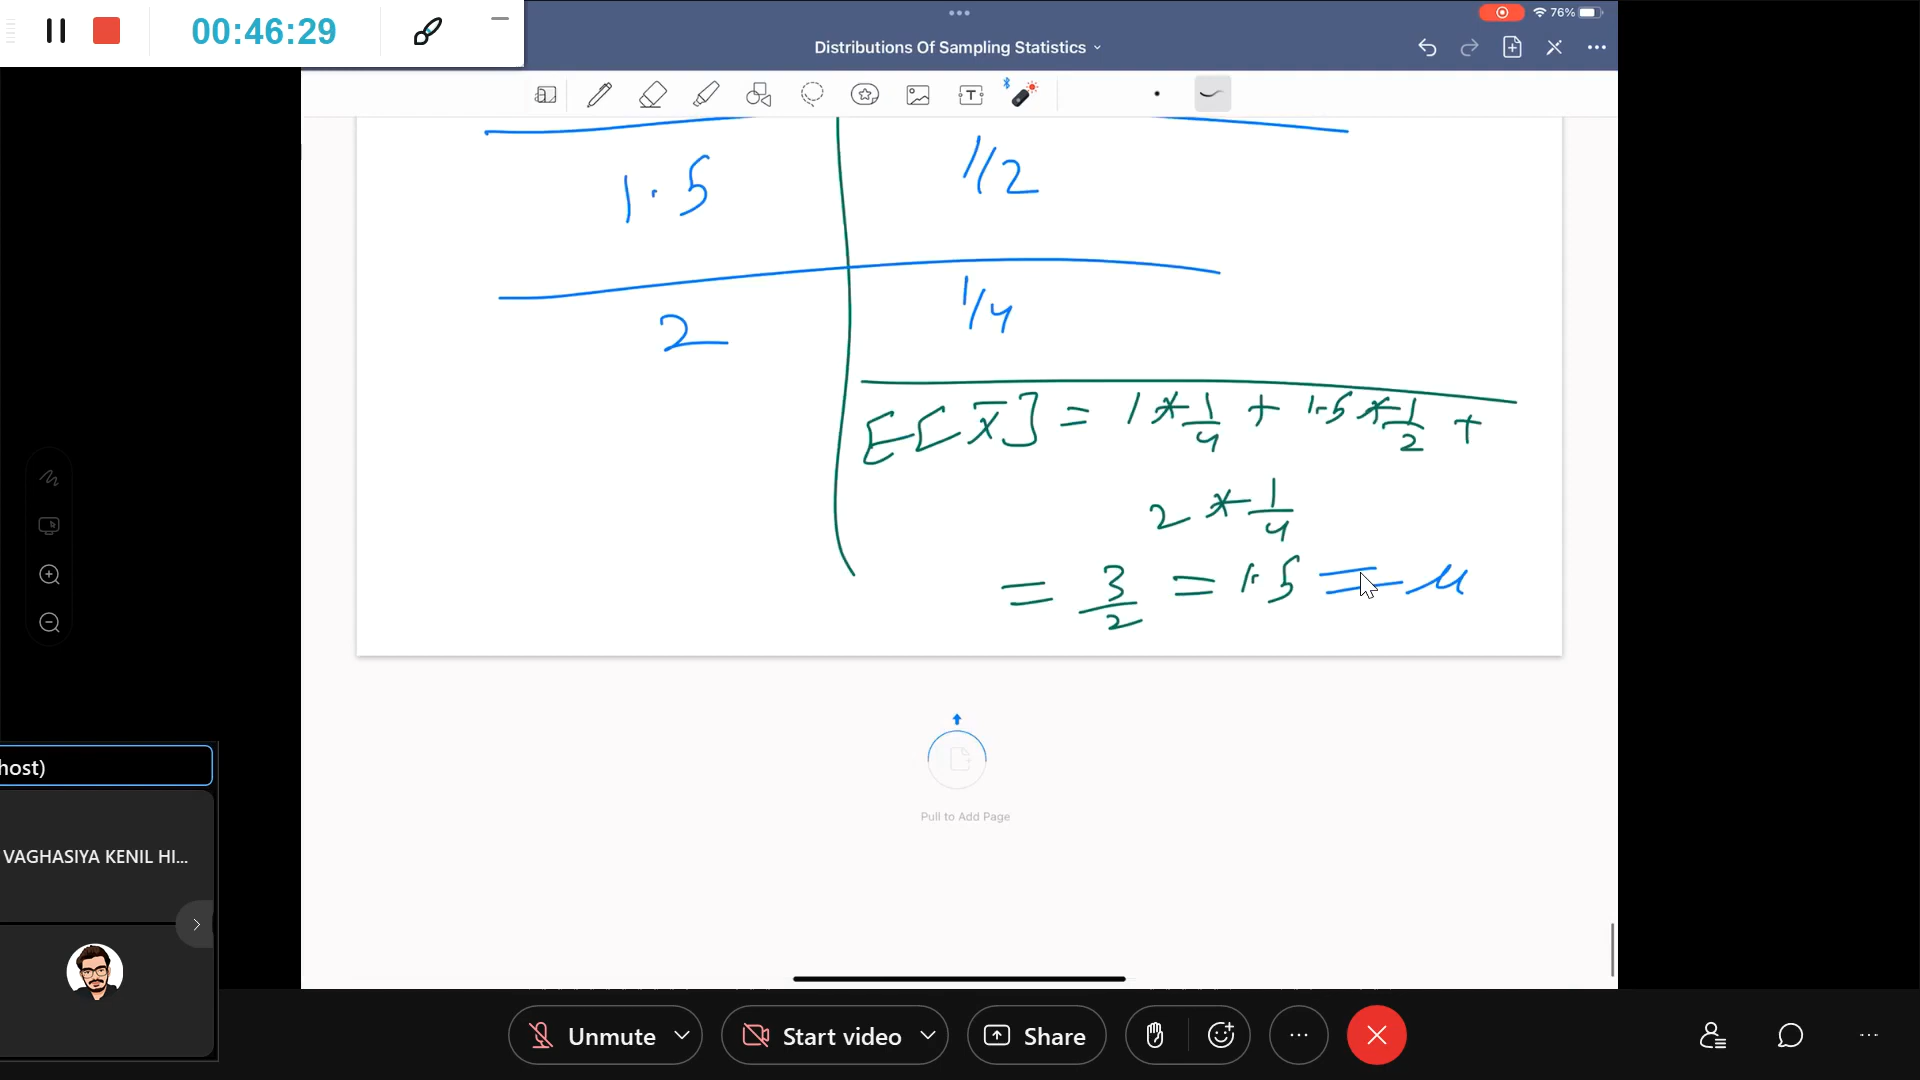 00:46:29
76%
Distributions Of Sampling Statistics
T
1.5 1/2
2 1/4
E[x̄] = 1 * 1/4 + 1.5 * 1/2 +
2 * 1/4
= 3/2 = 1.5 = μ
Pull to Add Page
host)
VAGHASIYA KENIL HI...
Unmute
Start video
Share